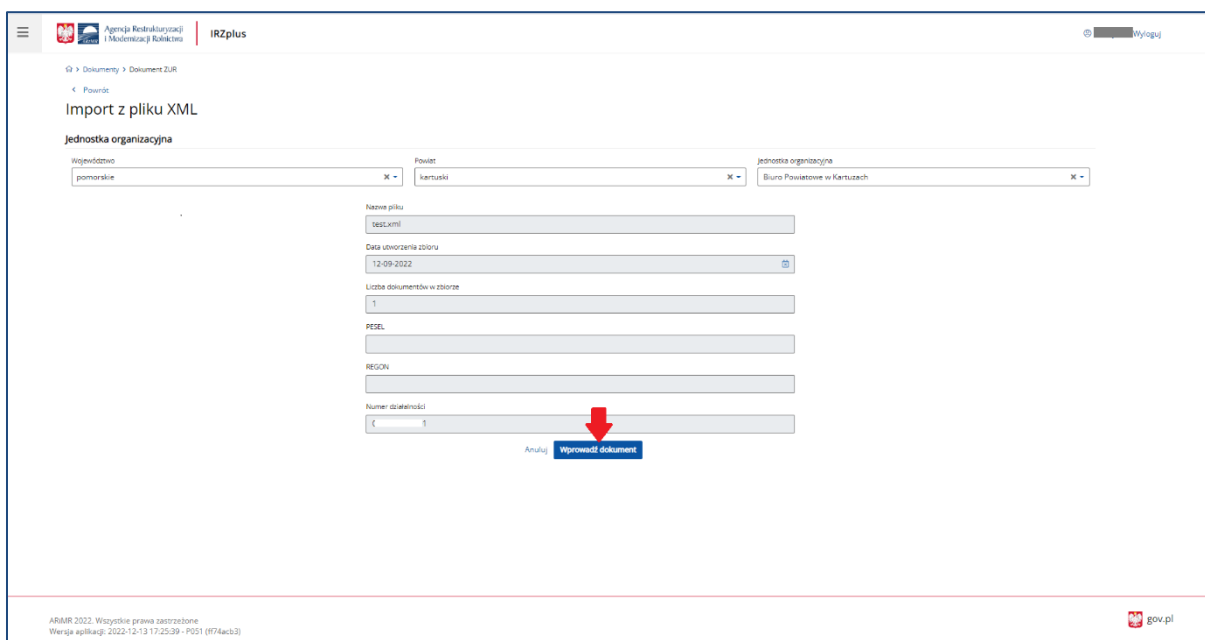 Agencja Restrukturyzacji
i Modernizacji Rolnictwa
IRZplus
Wyloguj
> Dokumenty > Dokument ZUR
< Powrót
Import z pliku XML
Jednostka organizacyjna
Województwo Powiat Jednostka organizacyjna
pomorskie kartuski Biuro Powiatowe w Kartuzach
Nazwa pliku
test.xml
Data utworzenia zbioru
12-09-2022
Liczba dokumentów w zbiorze
1
PESEL
REGON
Numer działalności
1
Anuluj Wprowadź dokument
ARiMR 2022. Wszystkie prawa zastrzeżone
Wersja aplikacji: 2022-12-13 17:25:39 - P051 (ff74acb3)
gov.pl